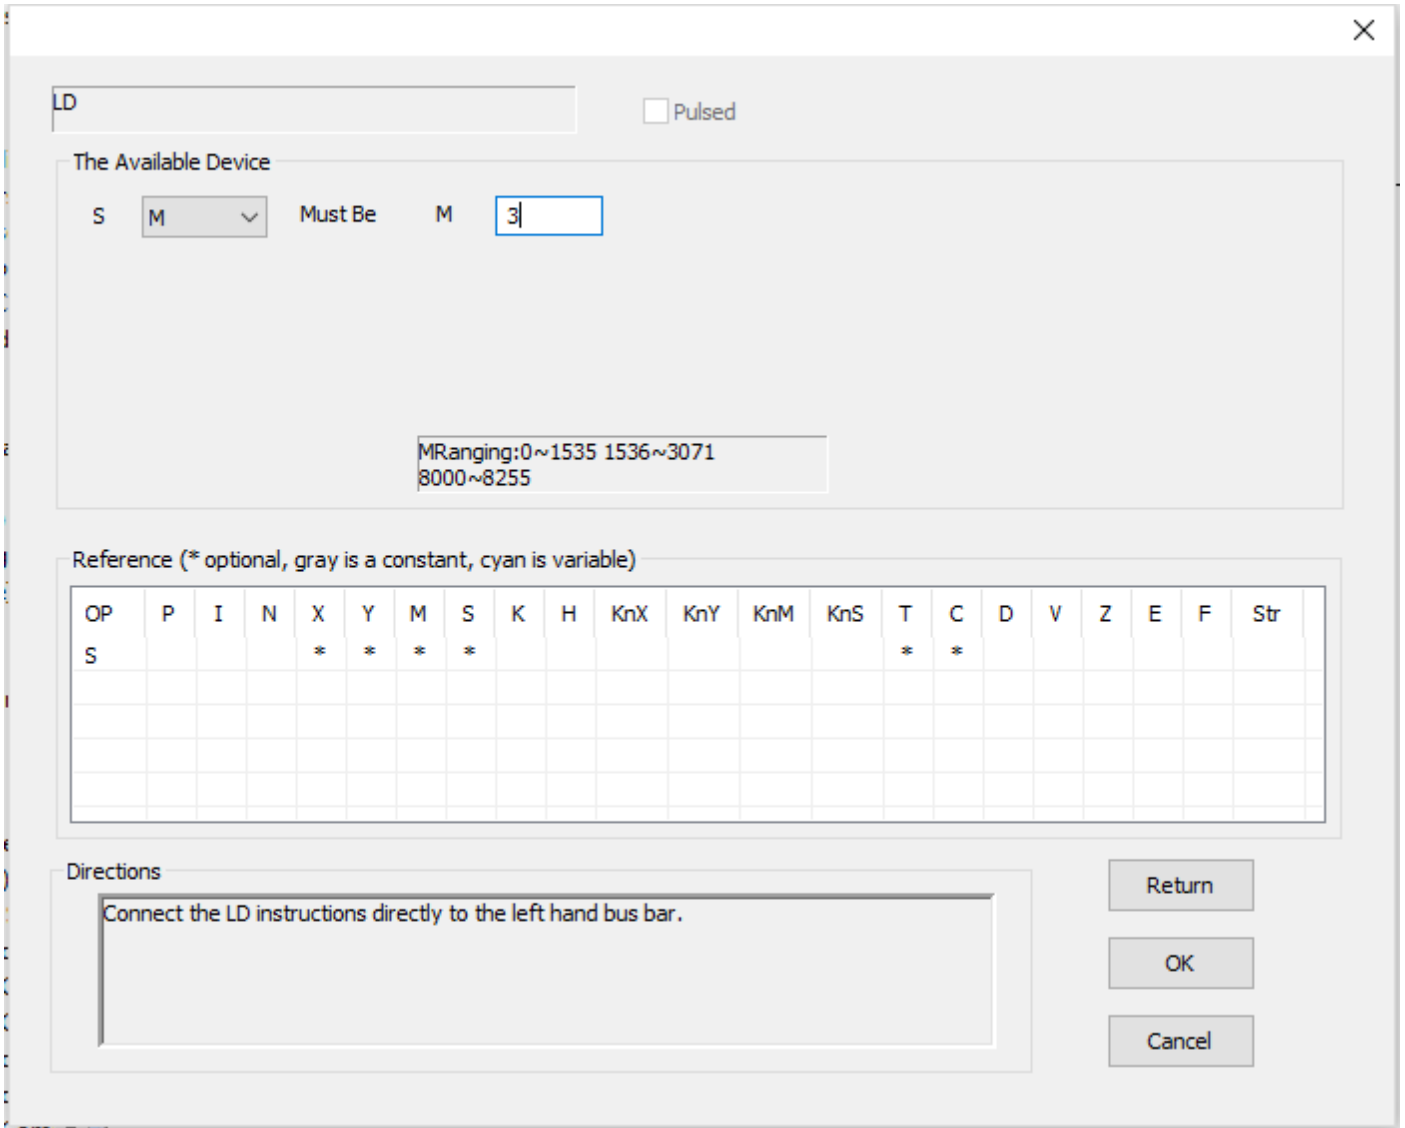 LD
Pulsed
The Available Device
S M Must Be M 3
MRanging:0~1535 1536~3071
8000~8255
Reference (* optional, gray is a constant, cyan is variable)
OP P I N X Y M S K H KnX KnY KnM KnS T C D V Z E F Str
S * * * * * *
Directions
Connect the LD instructions directly to the left hand bus bar.
Return
OK
Cancel